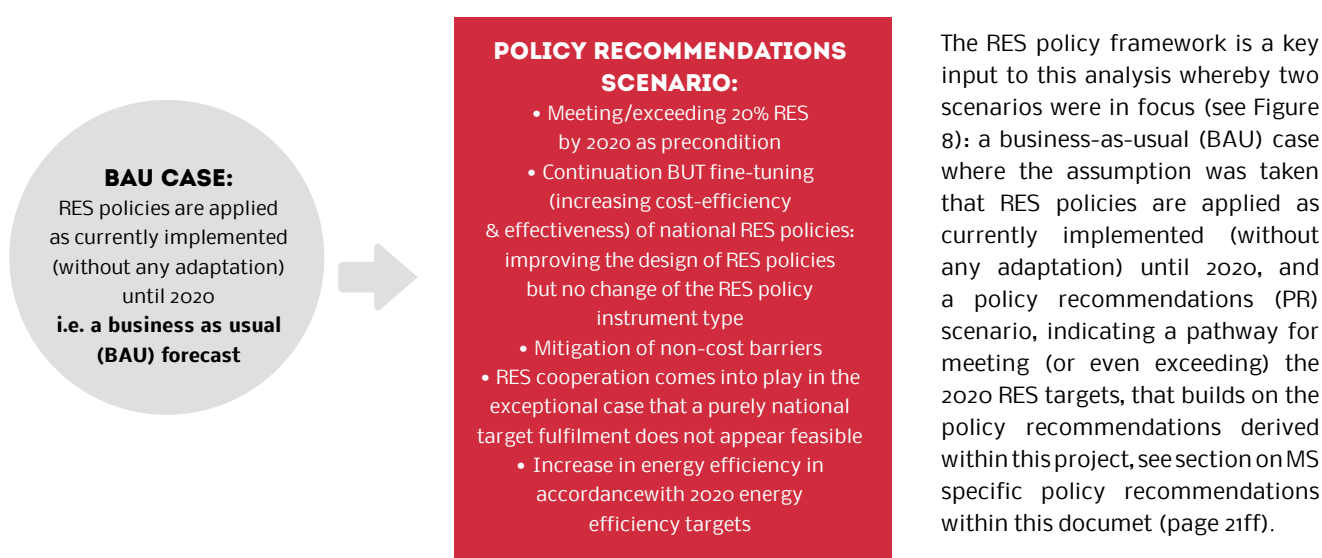 BAU CASE:
RES policies are applied
as currently implemented
(without any adaptation)
until 2020
i.e. a business as usual
(BAU) forecast
POLICY RECOMMENDATIONS
SCENARIO:
• Meeting/exceeding 20% RES
by 2020 as precondition
• Continuation BUT fine-tuning
(increasing cost-efficiency
& effectiveness) of national RES policies:
improving the design of RES policies
but no change of the RES policy
instrument type
• Mitigation of non-cost barriers
• RES cooperation comes into play in the
exceptional case that a purely national
target fulfilment does not appear feasible
• Increase in energy efficiency in
accordancewith 2020 energy
efficiency targets
The RES policy framework is a key
input to this analysis whereby two
scenarios were in focus (see Figure
8): a business-as-usual (BAU) case
where the assumption was taken
that RES policies are applied as
currently implemented (without
any adaptation) until 2020, and
a policy recommendations (PR)
scenario, indicating a pathway for
meeting (or even exceeding) the
2020 RES targets, that builds on the
policy recommendations derived
within this project, see section on MS
specific policy recommendations
within this documet (page 21ff).